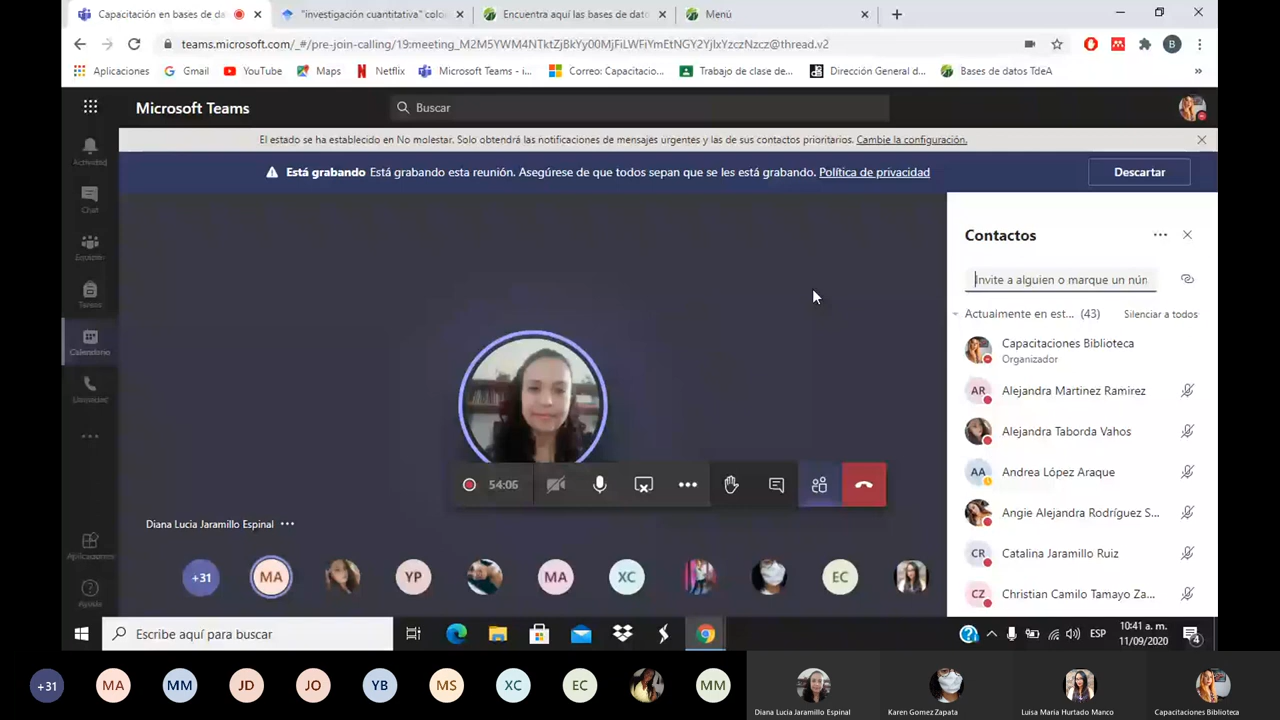 Capacitación en bases de da
"investigación cuantitativa" colo
Encuentra aquí las bases de dato
Menú
teams.microsoft.com/_#/pre-join-calling/19:meeting_M2M5YWM4NTktZjBkYy00MjFiLWFiYmEtNGY2YjIxYzczNzcz@thread.v2
Aplicaciones
Gmail
YouTube
Maps
Netflix
Microsoft Teams - i...
Correo: Capacitacio...
Trabajo de clase de...
Dirección General d...
Bases de datos TdeA
Microsoft Teams
Buscar
El estado se ha establecido en No molestar. Solo obtendrá las notificaciones de mensajes urgentes y las de sus contactos prioritarios. Cambie la configuración.
Está grabando Está grabando esta reunión. Asegúrese de que todos sepan que se les está grabando. Política de privacidad
Descartar
Actividad
Chat
Equipos
Tareas
Calendario
Llamadas
Aplicaciones
Ayuda
Contactos
Invite a alguien o marque un núm
Actualmente en est... (43)
Silenciar a todos
Capacitaciones Biblioteca
Organizador
AR Alejandra Martinez Ramirez
Alejandra Taborda Vahos
AA Andrea López Araque
Angie Alejandra Rodríguez S...
CR Catalina Jaramillo Ruiz
CZ Christian Camilo Tamayo Za...
54:06
Diana Lucia Jaramillo Espinal
+31 MA YP MA XC EC
Escribe aquí para buscar
ESP
10:41 a. m.
11/09/2020
4
+31 MA MM JD JO YB MS XC EC MM
Diana Lucia Jaramillo Espinal
Karen Gomez Zapata
Luisa Maria Hurtado Manco
Capacitaciones Biblioteca